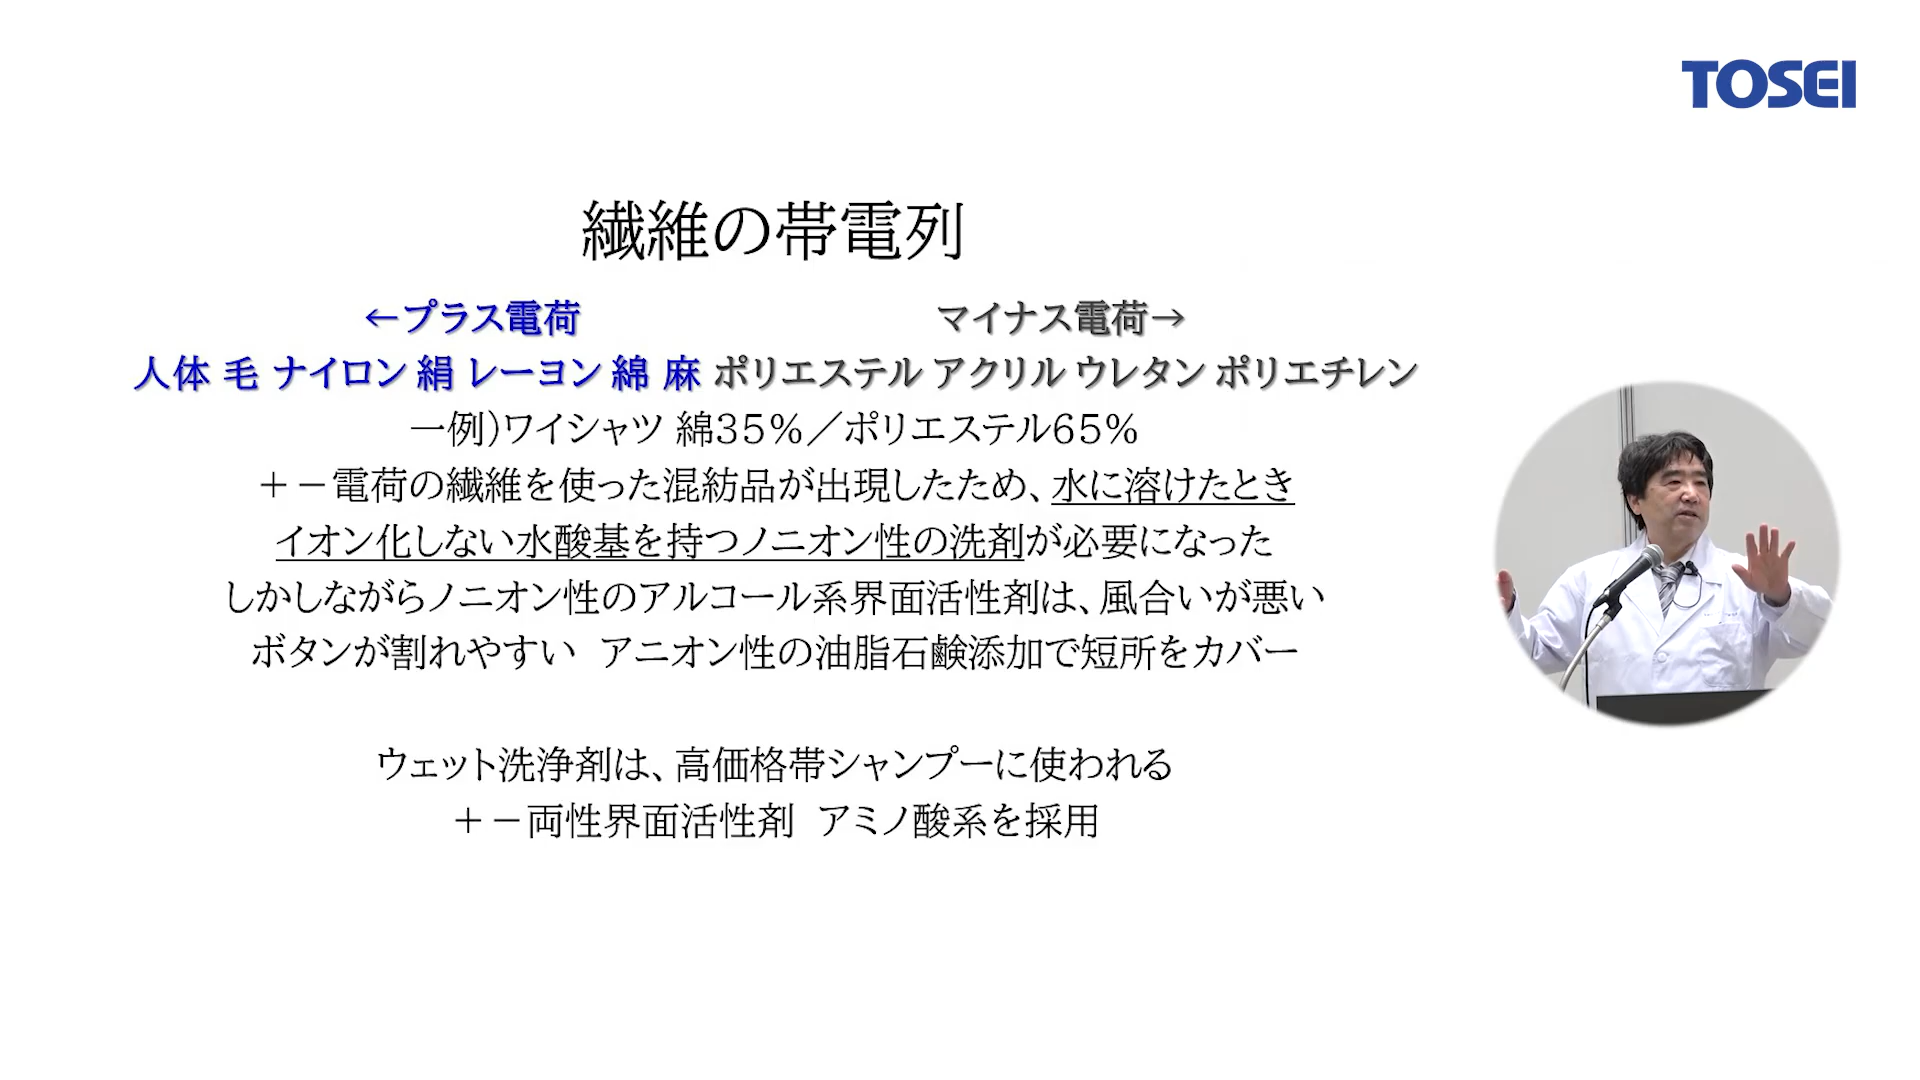 TOSEI
繊維の帯電列
←プラス電荷 マイナス電荷→
人体 毛 ナイロン 絹 レーヨン 綿 麻 ポリエステル アクリル ウレタン ポリエチレン
一例)ワイシャツ 綿35%／ポリエステル65%
＋－電荷の繊維を使った混紡品が出現したため、水に溶けたとき
イオン化しない水酸基を持つノニオン性の洗剤が必要になった
しかしながらノニオン性のアルコール系界面活性剤は、風合いが悪い
ボタンが割れやすい アニオン性の油脂石鹸添加で短所をカバー
ウェット洗浄剤は、高価格帯シャンプーに使われる
＋－両性界面活性剤 アミノ酸系を採用